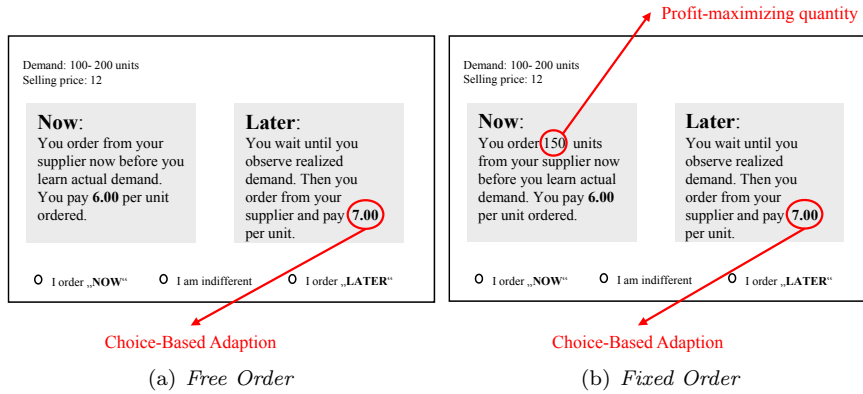 Profit-maximizing quantity
Demand: 100- 200 units
Selling price: 12
Now:
You order from your
supplier now before you
learn actual demand.
You pay 6.00 per unit
ordered.
Later:
You wait until you
observe realized
demand. Then you
order from your
supplier and pay 7.00
per unit.
I order „NOW“
I am indifferent
I order „LATER“
Choice-Based Adaption
(a) Free Order
Demand: 100- 200 units
Selling price: 12
Now:
You order 150 units
from your supplier now
before you learn actual
demand. You pay 6.00
per unit ordered.
Later:
You wait until you
observe realized
demand. Then you
order from your
supplier and pay 7.00
per unit.
I order „NOW“
I am indifferent
I order „LATER“
Choice-Based Adaption
(b) Fixed Order